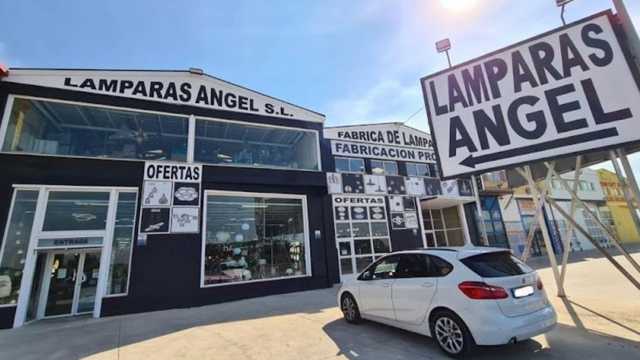 LAMPARAS ANGEL S.L.
FABRICA DE LAMPA
FABRICACION PRO
OFERTAS
OFERTAS
ENTRADA
LAMPARAS
ANGEL